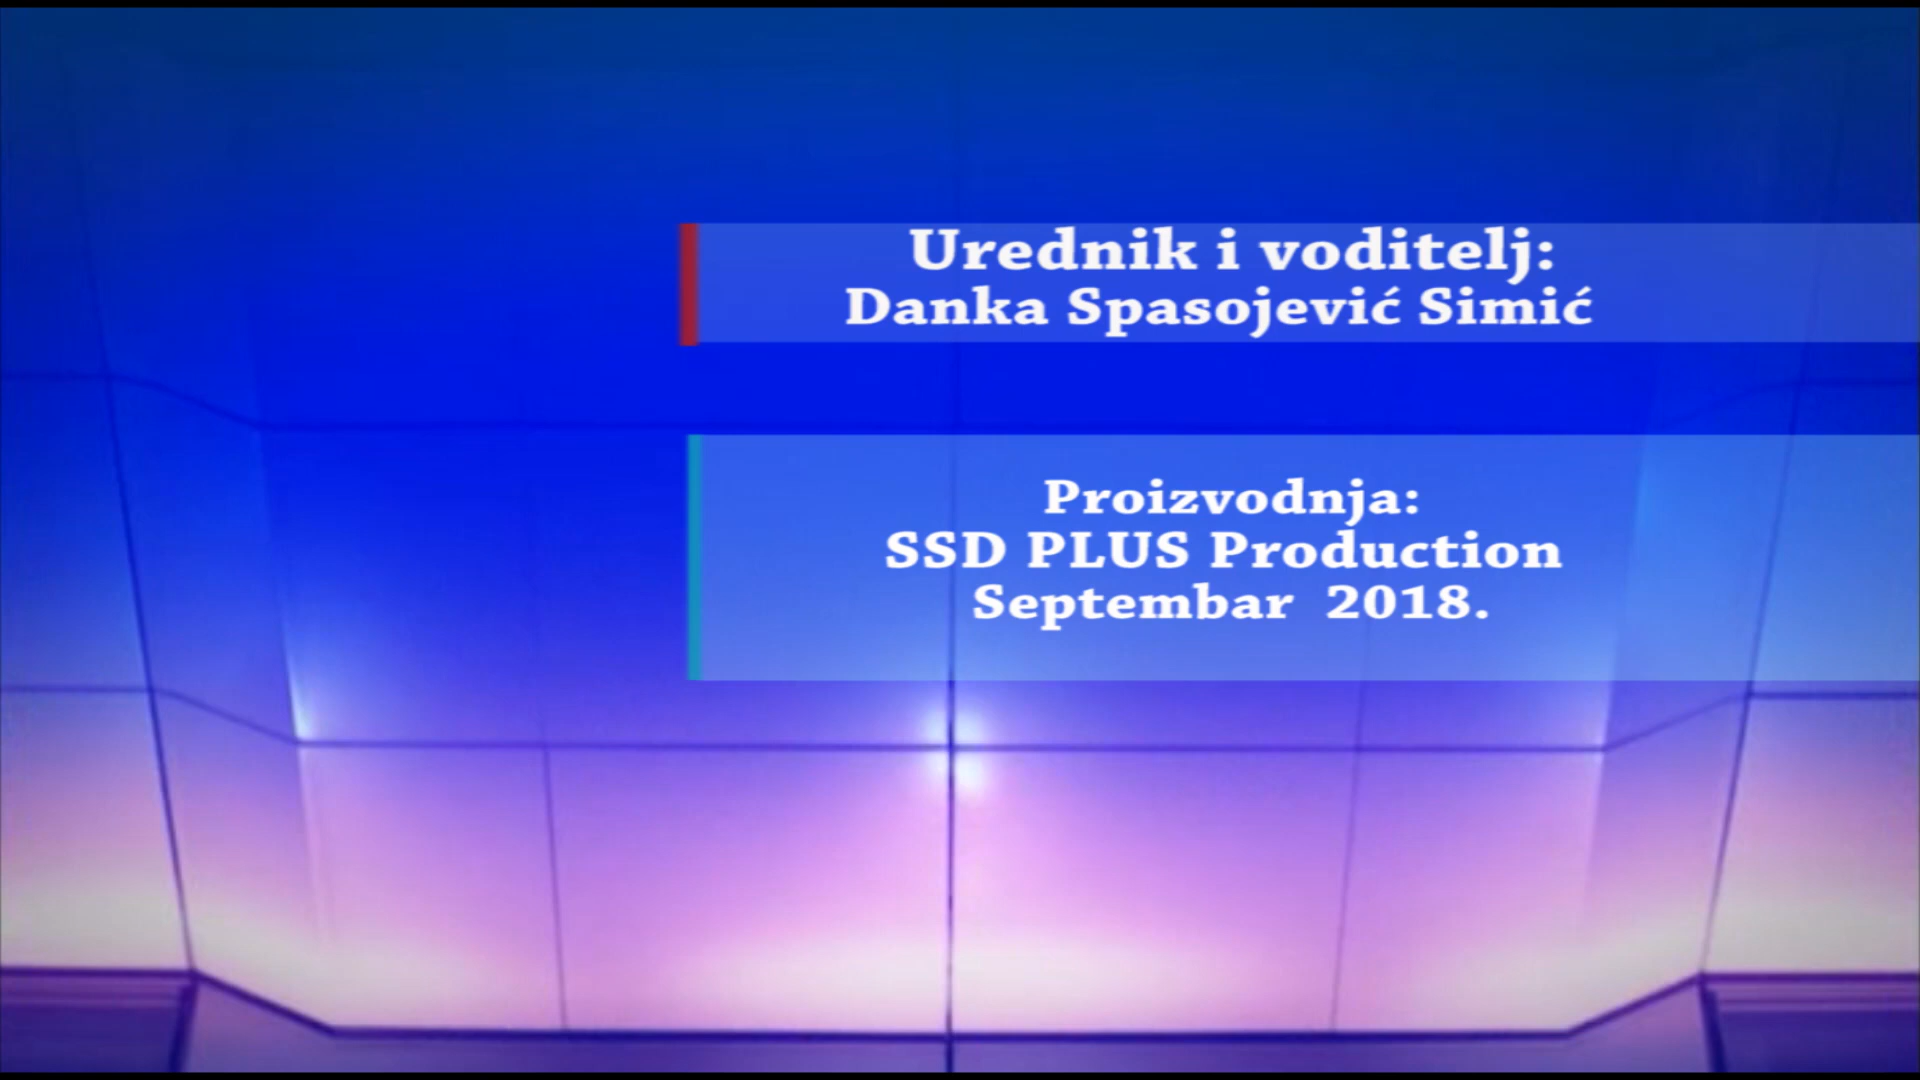 Urednik i voditelj:
Danka Spasojević Simić
Proizvodnja:
SSD PLUS Production
Septembar 2018.